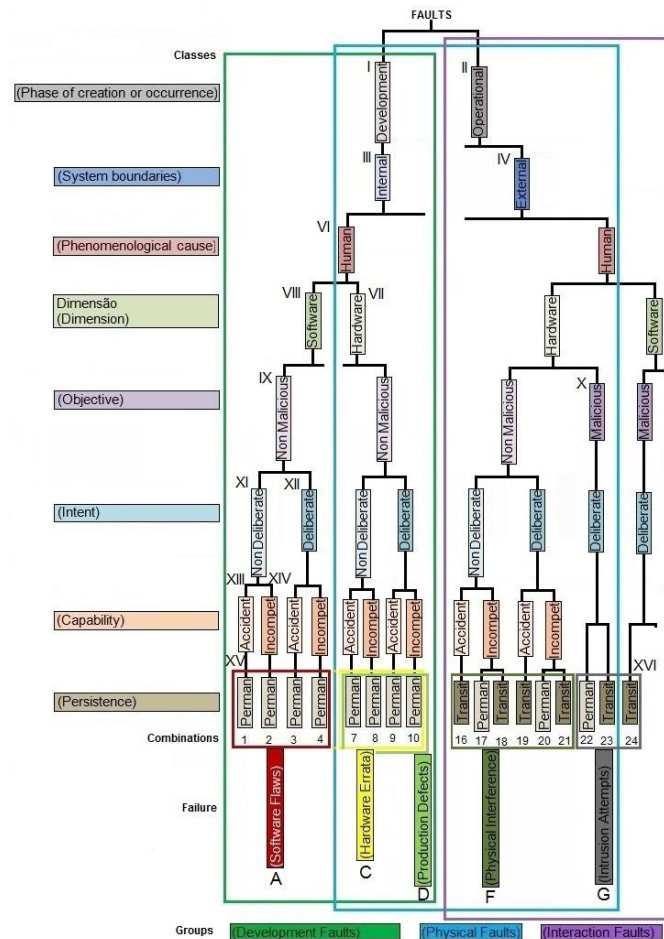 FAULTS
Classes
(Phase of creation or occurrence)
I
Development
II
Operational
(System boundaries)
III
Internal
IV
External
(Phenomenological cause]
VI
Human
Human
Dimensão
(Dimension)
VIII
Software
VII
Hardware
Hardware
Software
(Objective)
IX
Non Malicious
Non Malicious
Non Malicious
X
Malicious
Malicious
(Intent)
XI
Non Deliberate
XII
Deliberate
Non Deliberate
Deliberate
Non Deliberate
Deliberate
Deliberate
Deliberate
(Capability)
XIII
Accident
XIV
Incompet
Accident
Incompet
Accident
Incompet
Accident
Incompet
Accident
Incompet
Accident
Incompet
(Persistence)
XV
XVI
Perman
Perman
Perman
Perman
Perman
Perman
Perman
Perman
Transit
Perman
Transit
Transit
Perman
Transit
Perman
Transit
Transit
Combinations
1 2 3 4 7 8 9 10 16 17 18 19 20 21 22 23 24
Failure
(Software Flaws)
(Hardware Errata)
(Production Defects)
(Physical Interference)
(Intrusion Attempts)
A
C
D
F
G
Groups
(Development Faults)
(Physical Faults)
(Interaction Faults)